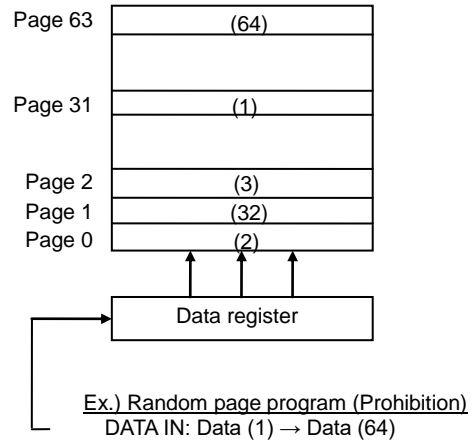 Page 63 (64)
Page 31 (1)
Page 2 (3)
Page 1 (32)
Page 0 (2)
Data register
Ex.) Random page program (Prohibition)
DATA IN: Data (1) → Data (64)